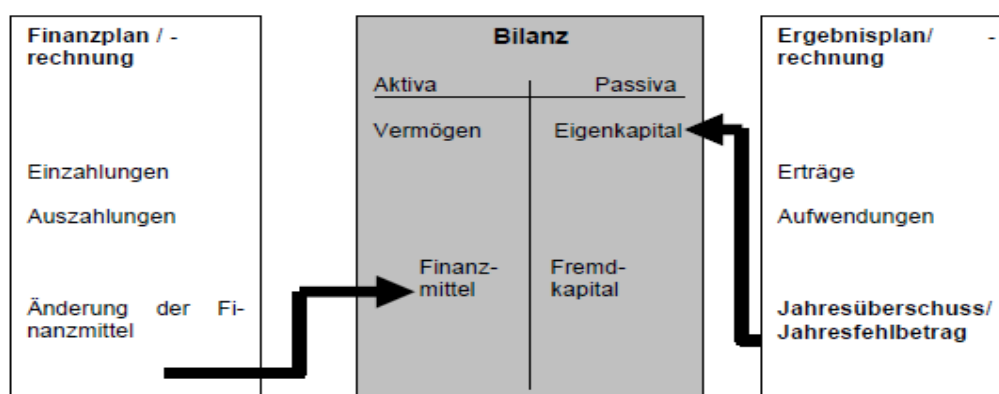 Finanzplan / -
rechnung
Einzahlungen
Auszahlungen
Änderung der Fi-
nanzmittel
Bilanz
Aktiva Passiva
Vermögen Eigenkapital
Finanz- Fremd-
mittel kapital
Ergebnisplan/ -
rechnung
Erträge
Aufwendungen
Jahresüberschuss/
Jahresfehlbetrag